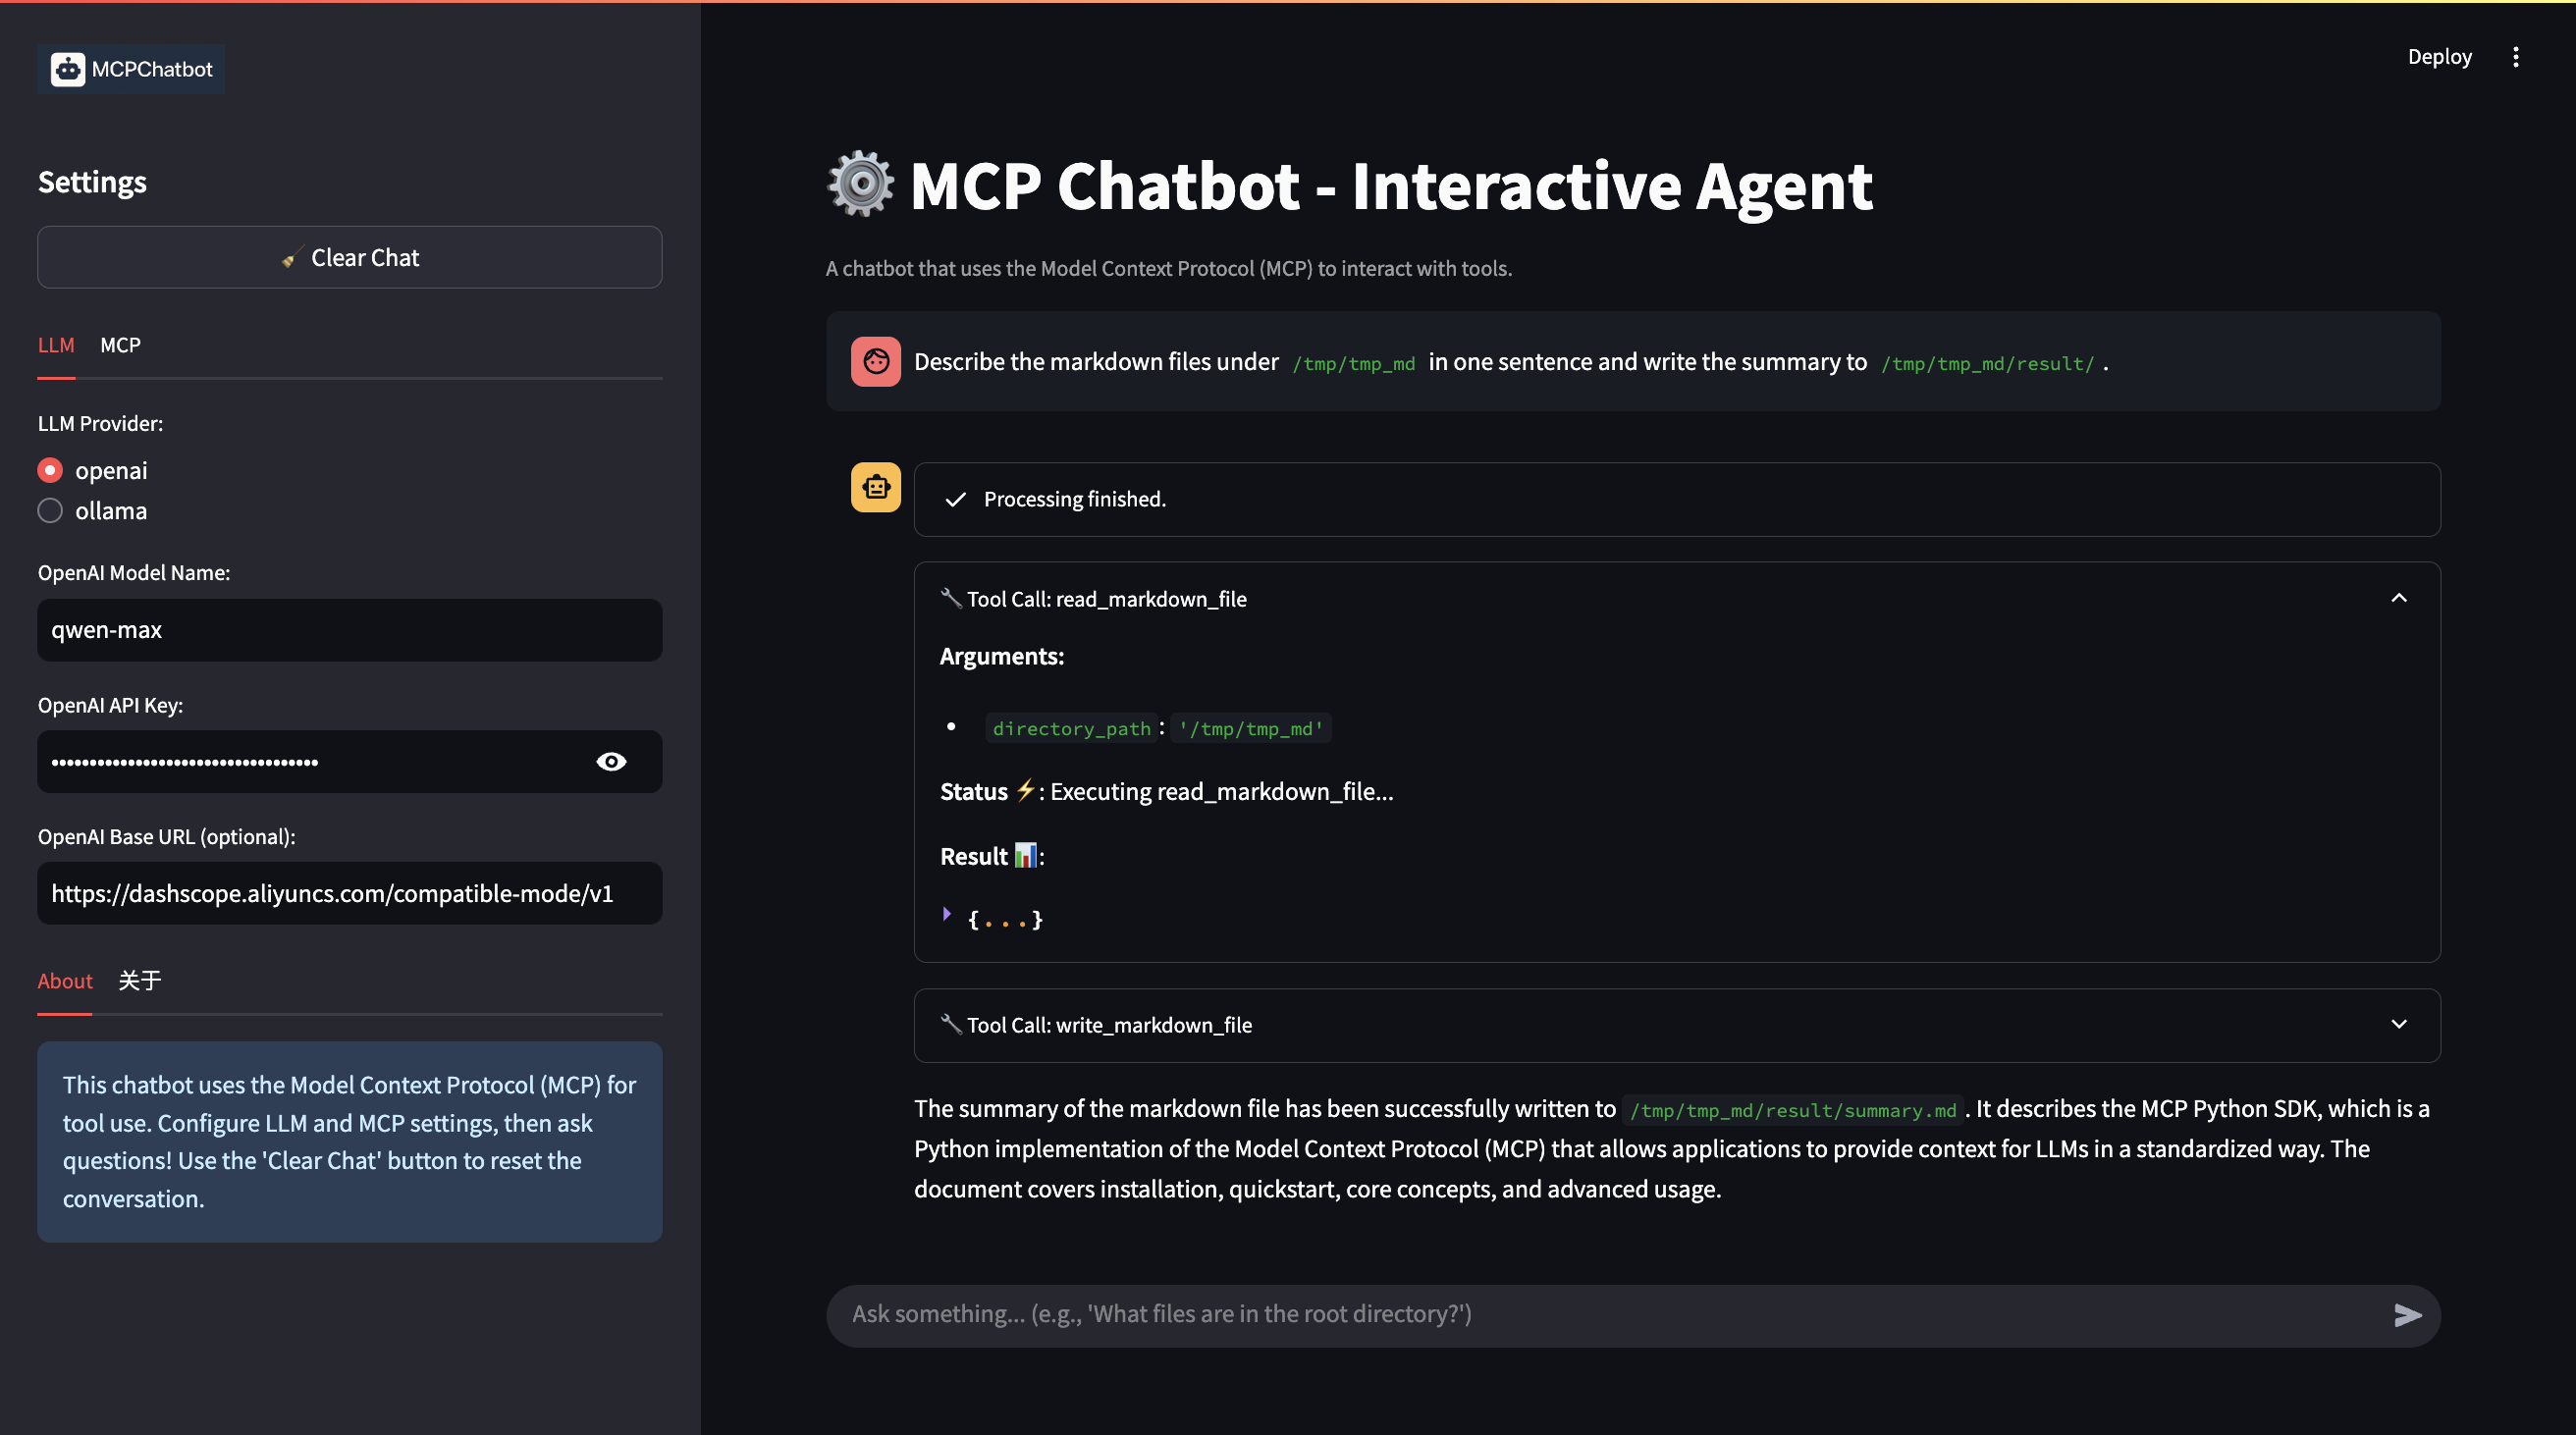 MCPChatbot
Settings
🧹 Clear Chat
LLM MCP
LLM Provider:
openai
ollama
OpenAI Model Name:
qwen-max
OpenAI API Key:
•••••••••••••••••••••••••••••••••••
OpenAI Base URL (optional):
https://dashscope.aliyuncs.com/compatible-mode/v1
About 关于
This chatbot uses the Model Context Protocol (MCP) for
tool use. Configure LLM and MCP settings, then ask
questions! Use the 'Clear Chat' button to reset the
conversation.
Deploy
⚙️ MCP Chatbot - Interactive Agent
A chatbot that uses the Model Context Protocol (MCP) to interact with tools.
Describe the markdown files under /tmp/tmp_md in one sentence and write the summary to /tmp/tmp_md/result/ .
Processing finished.
🔧 Tool Call: read_markdown_file
Arguments:
• directory_path: '/tmp/tmp_md'
Status ⚡: Executing read_markdown_file...
Result 📊:
{...}
🔧 Tool Call: write_markdown_file
The summary of the markdown file has been successfully written to /tmp/tmp_md/result/summary.md. It describes the MCP Python SDK, which is a
Python implementation of the Model Context Protocol (MCP) that allows applications to provide context for LLMs in a standardized way. The
document covers installation, quickstart, core concepts, and advanced usage.
Ask something... (e.g., 'What files are in the root directory?')